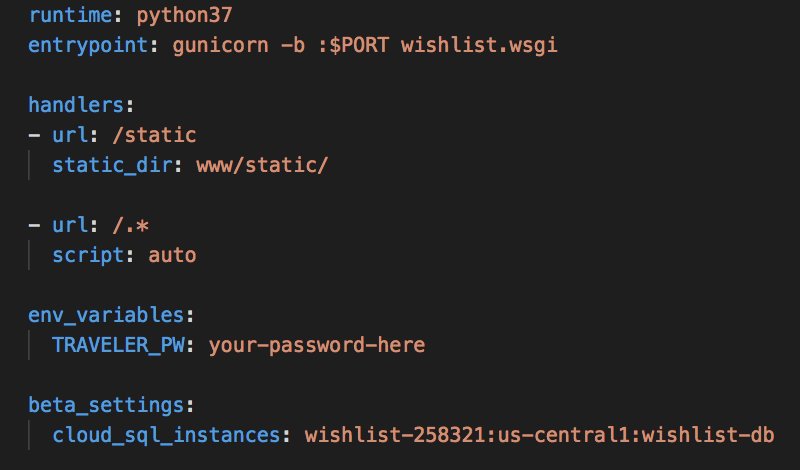 runtime: python37
entrypoint: gunicorn -b :$PORT wishlist.wsgi
handlers:
- url: /static
static_dir: www/static/
- url: /.*
script: auto
env_variables:
TRAVELER_PW: your-password-here
beta_settings:
cloud_sql_instances: wishlist-258321:us-central1:wishlist-db